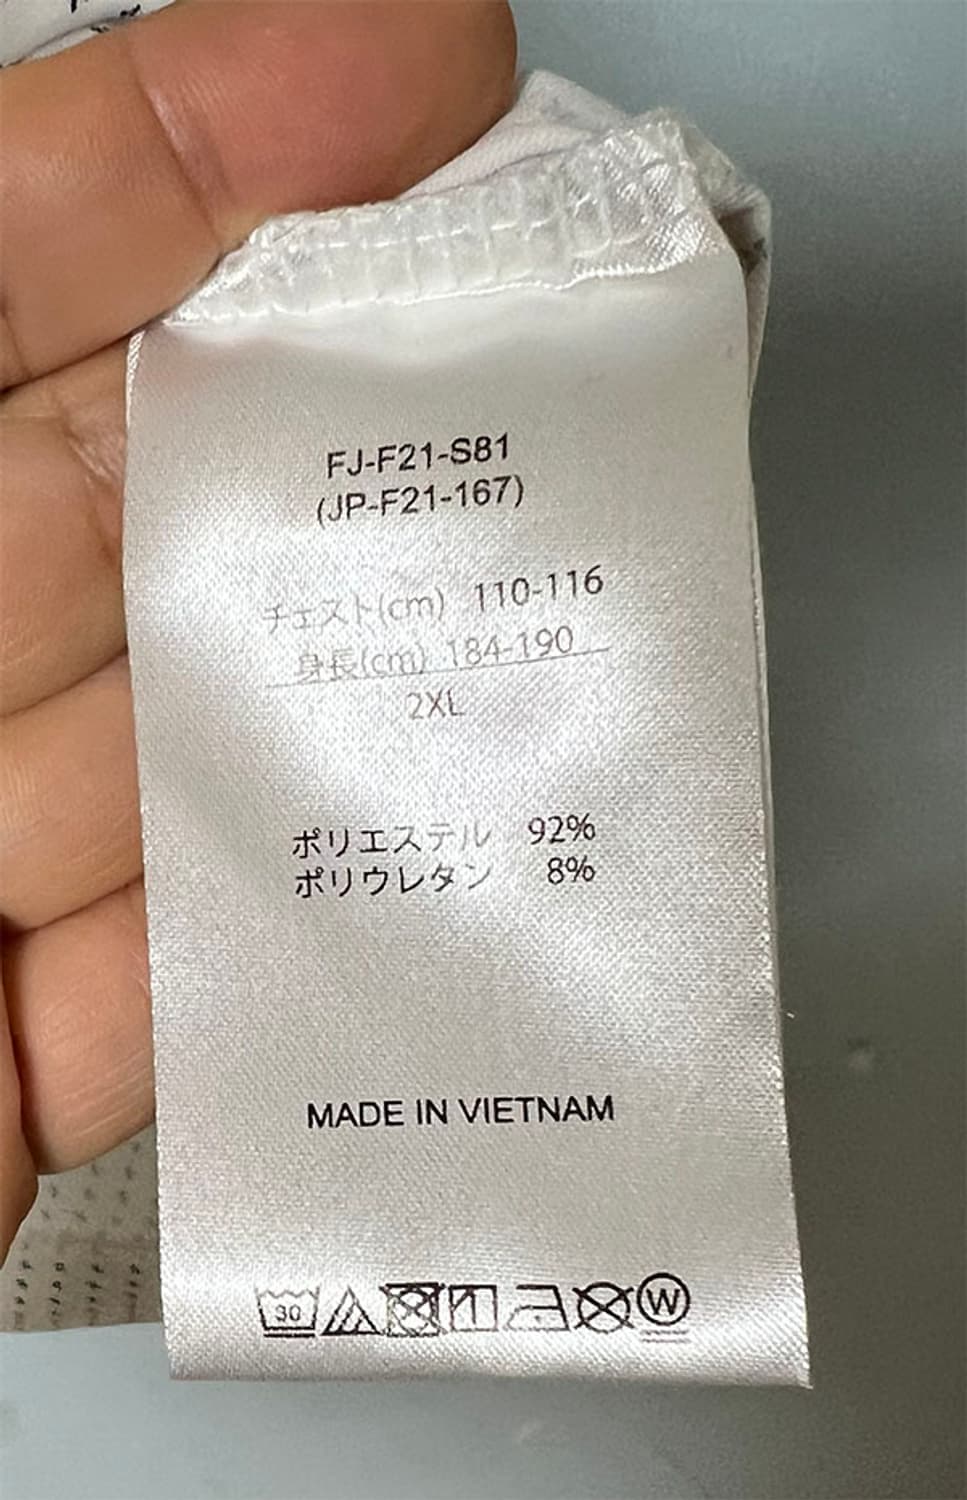 FJ-F21-S81
(JP-F21-167)
チェスト(cm) 110-116
身長(cm) 184-190
2XL
ポリエステル 92%
ポリウレタン 8%
MADE IN VIETNAM
30 W